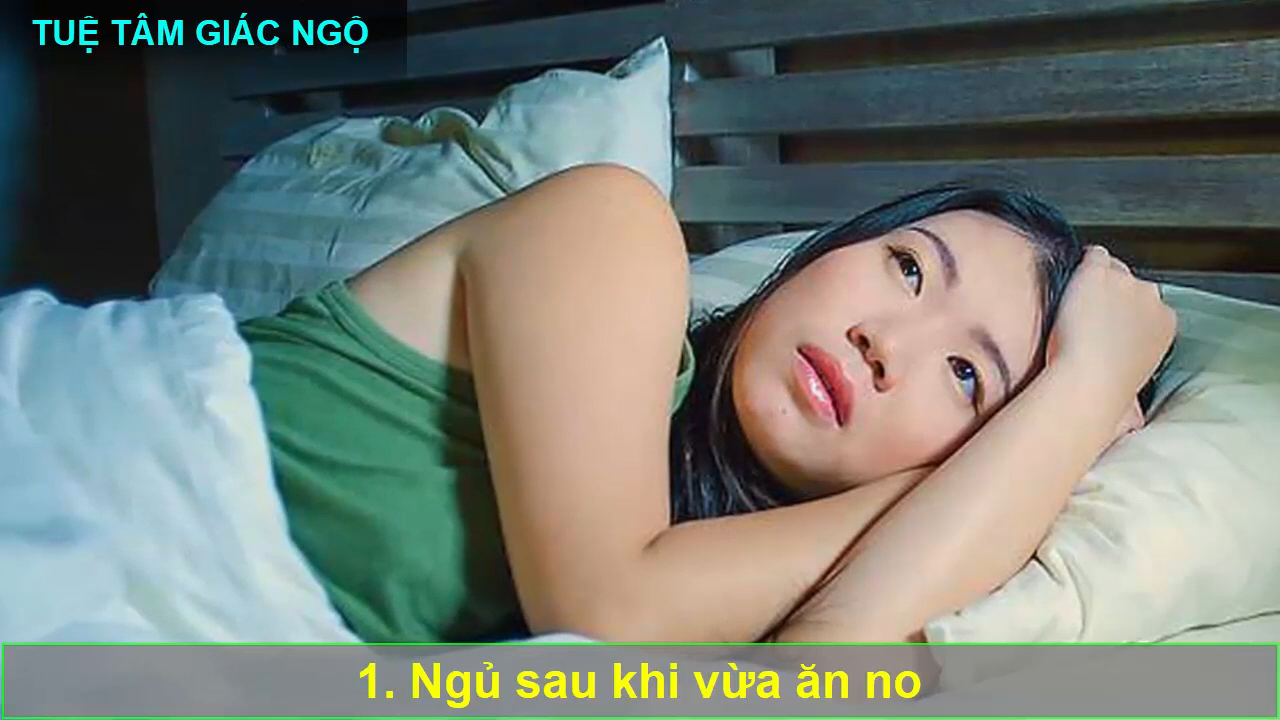 TUỆ TÂM GIÁC NGỘ
1. Ngủ sau khi vừa ăn no